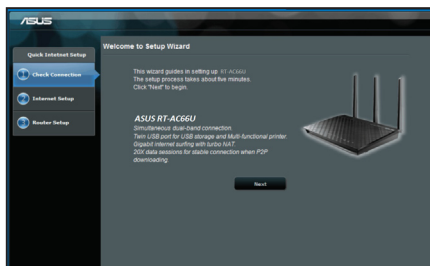 ASUS
Quick Internet Setup
1 Check Connection
2 Internet Setup
3 Router Setup
Welcome to Setup Wizard
This wizard guides in setting up RT-AC66U
The setup process takes about five minutes.
Click "Next" to begin.
ASUS RT-AC66U
Simultaneous dual-band connection.
Twin USB port for USB storage and Multi-functional printer.
Gigabit internet surfing with turbo NAT.
20X data sessions for stable connection when P2P
downloading.
Next